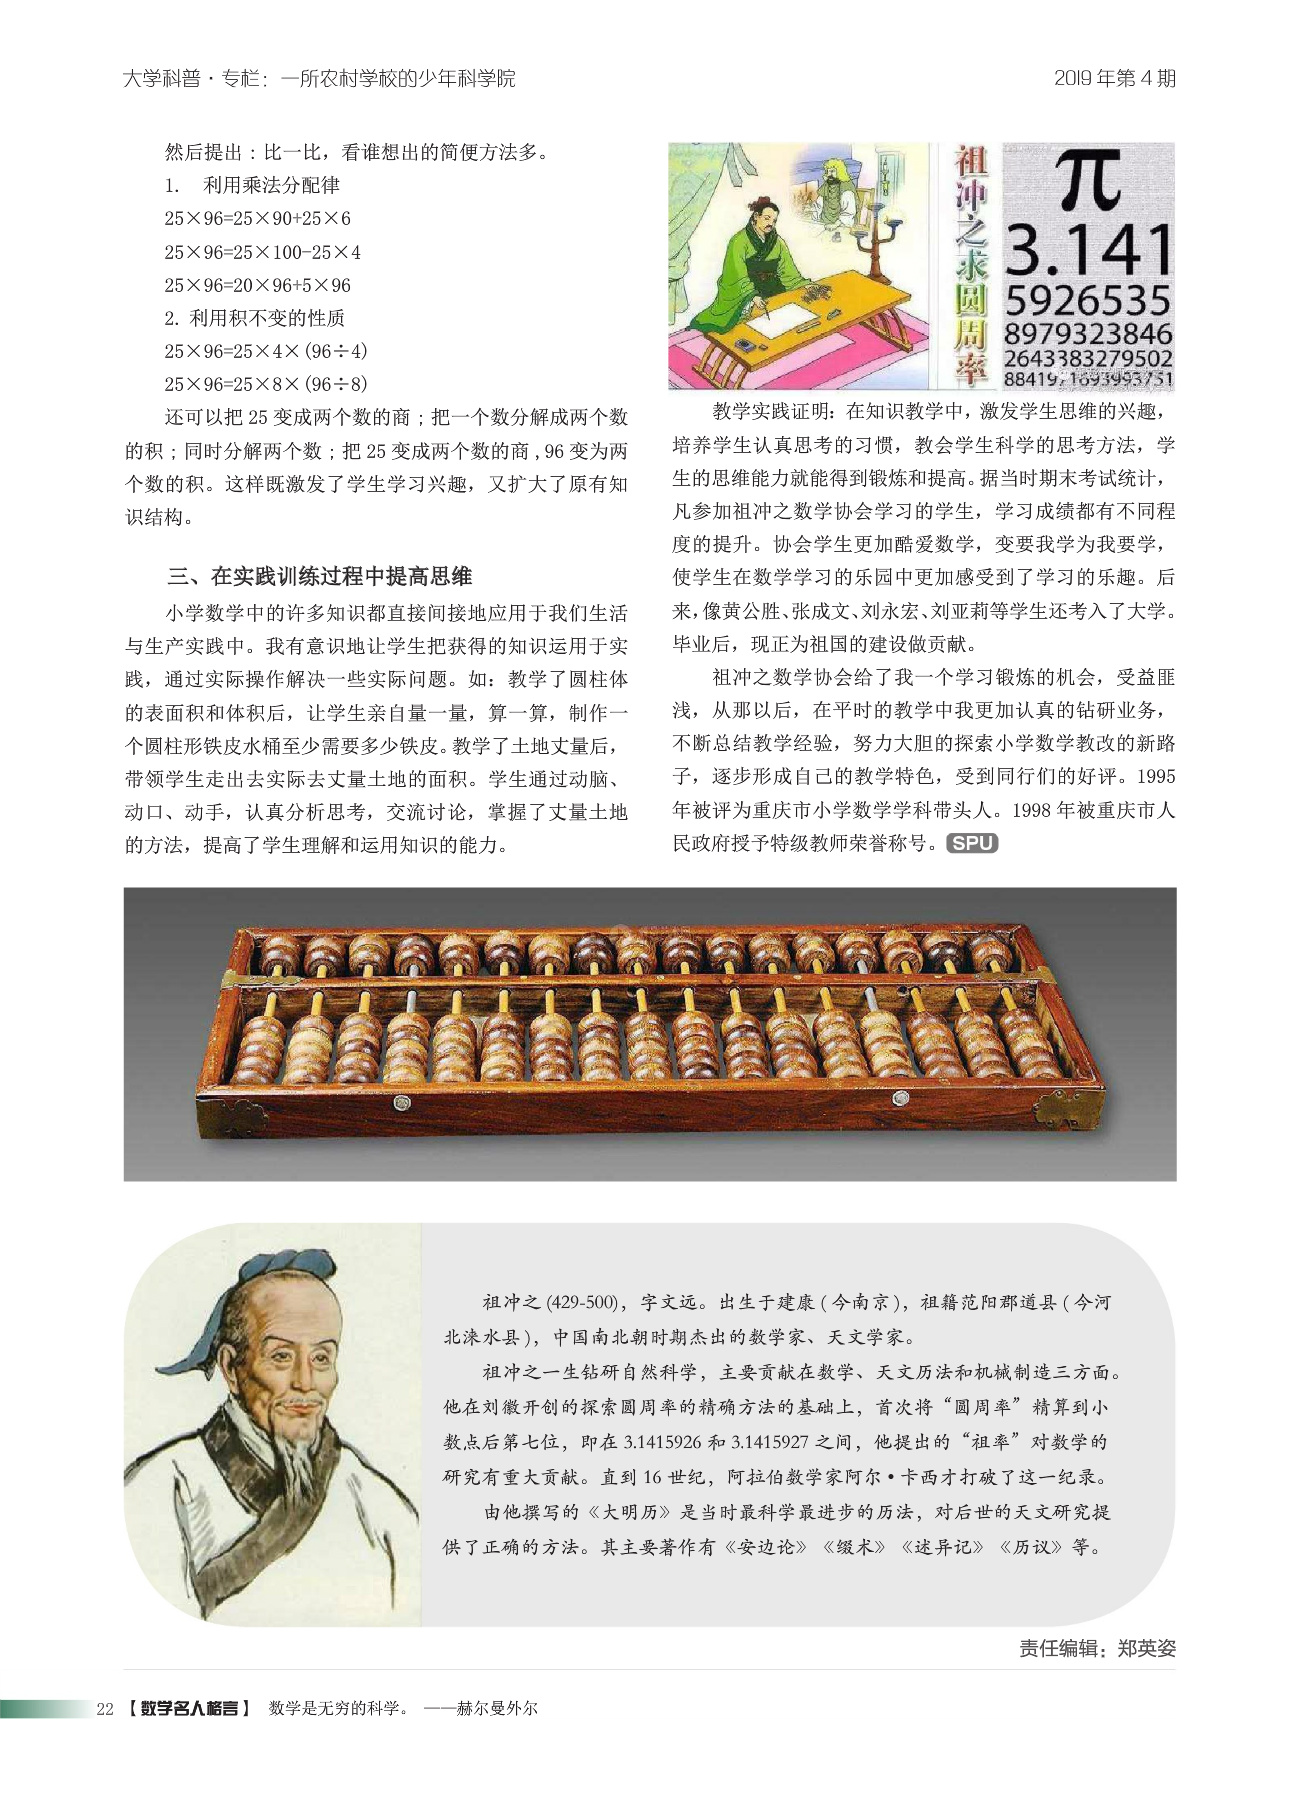 大学科普·专栏：一所农村学校的少年科学院
2019 年第 4 期
然后提出：比一比，看谁想出的简便方法多。
1. 利用乘法分配律
25×96=25×90+25×6
25×96=25×100-25×4
25×96=20×96+5×96
2. 利用积不变的性质
25×96=25×4×(96÷4)
25×96=25×8×(96÷8)
还可以把 25 变成两个数的商；把一个数分解成两个数
的积；同时分解两个数；把 25 变成两个数的商，96 变为两
个数的积。这样既激发了学生学习兴趣，又扩大了原有知
识结构。
三、在实践训练过程中提高思维
小学数学中的许多知识都直接间接地应用于我们生活
与生产实践中。我有意识地让学生把获得的知识运用于实
践，通过实际操作解决一些实际问题。如：教学了圆柱体
的表面积和体积后，让学生亲自量一量，算一算，制作一
个圆柱形铁皮水桶至少需要多少铁皮。教学了土地丈量后，
带领学生走出去实际去丈量土地的面积。学生通过动脑、
动口、动手，认真分析思考，交流讨论，掌握了丈量土地
的方法，提高了学生理解和运用知识的能力。
祖冲之求圆周率
π
3.141
5926535
8979323846
2643383279502
教学实践证明：在知识教学中，激发学生思维的兴趣，
培养学生认真思考的习惯，教会学生科学的思考方法，学
生的思维能力就能得到锻炼和提高。据当时期末考试统计，
凡参加祖冲之数学协会学习的学生，学习成绩都有不同程
度的提升。协会学生更加酷爱数学，变要我学为我要学，
使学生在数学学习的乐园中更加感受到了学习的乐趣。后
来，像黄公胜、张成文、刘永宏、刘亚莉等学生还考入了大学。
毕业后，现正为祖国的建设做贡献。
祖冲之数学协会给了我一个学习锻炼的机会，受益匪
浅，从那以后，在平时的教学中我更加认真的钻研业务，
不断总结教学经验，努力大胆的探索小学数学教改的新路
子，逐步形成自己的教学特色，受到同行们的好评。1995
年被评为重庆市小学数学学科带头人。1998 年被重庆市人
民政府授予特级教师荣誉称号。 SPU
祖冲之 (429-500)，字文远。出生于建康 ( 今南京 )，祖籍范阳郡道县 ( 今河
北涞水县 )，中国南北朝时期杰出的数学家、天文学家。
祖冲之一生钻研自然科学，主要贡献在数学、天文历法和机械制造三方面。
他在刘徽开创的探索圆周率的精确方法的基础上，首次将“圆周率”精算到小
数点后第七位，即在 3.1415926 和 3.1415927 之间，他提出的“祖率”对数学的
研究有重大贡献。直到 16 世纪，阿拉伯数学家阿尔·卡西才打破了这一纪录。
由他撰写的《大明历》是当时最科学最进步的历法，对后世的天文研究提
供了正确的方法。其主要著作有《安边论》《缀术》《述异记》《历议》等。
责任编辑：郑英姿
22 【数学名人格言】 数学是无穷的科学。 ——赫尔曼外尔